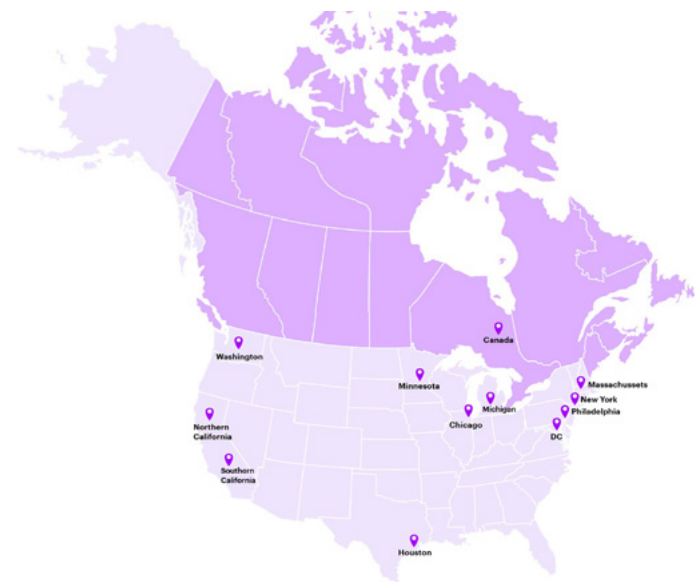 Canada
Washington
Minnesota
Massachussets
New York
Michigan
Philadelphia
Chicago
Northern
California
DC
Southern
California
Houston